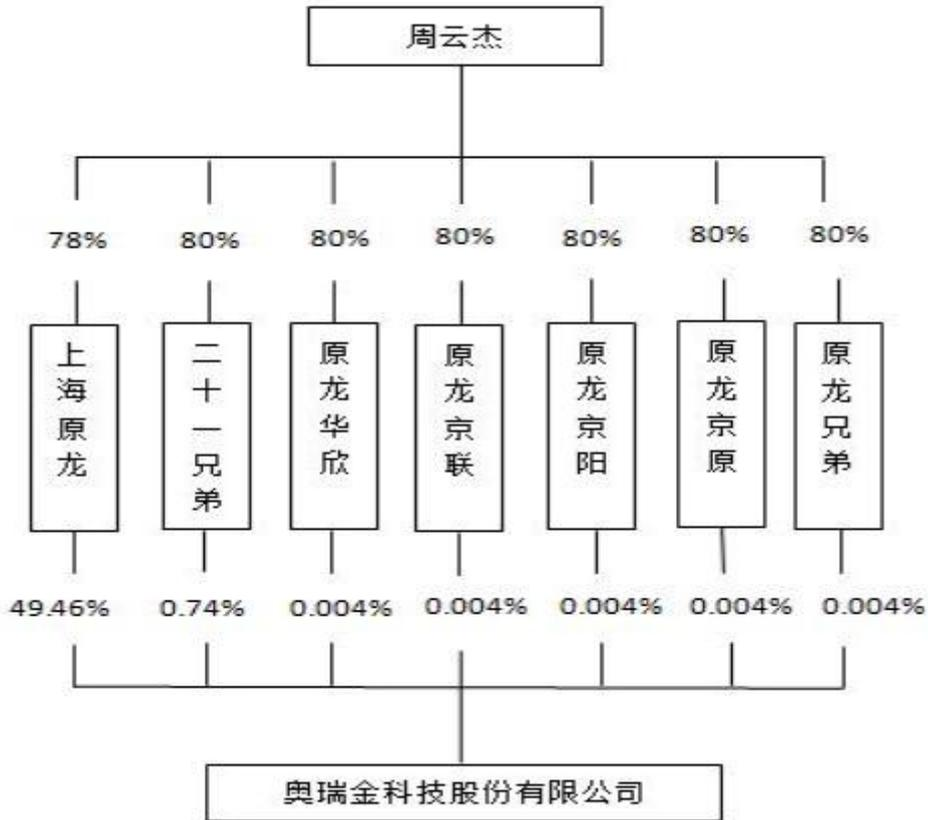 周云杰
78% 80% 80% 80% 80% 80% 80%
上海原龙
二十一兄弟
原龙华欣
原龙京联
原龙京阳
原龙京原
原龙兄弟
49.46% 0.74% 0.004% 0.004% 0.004% 0.004% 0.004%
奥瑞金科技股份有限公司